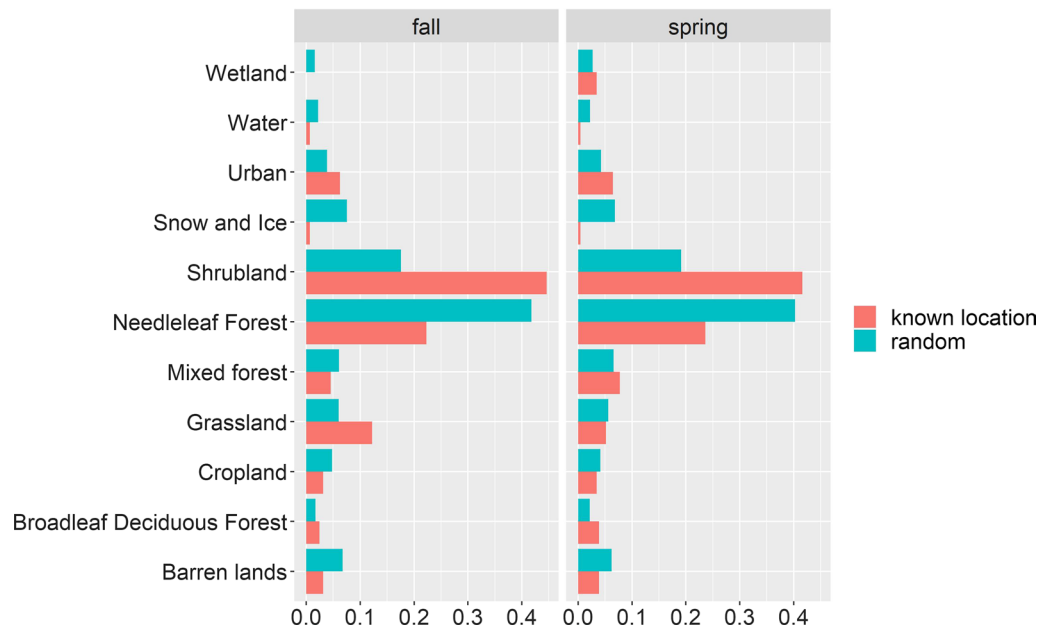 fall spring
Wetland
Water
Urban
Snow and Ice
Shrubland
Needleleaf Forest
Mixed forest
Grassland
Cropland
Broadleaf Deciduous Forest
Barren lands
0.0 0.1 0.2 0.3 0.4 0.0 0.1 0.2 0.3 0.4
known location
random